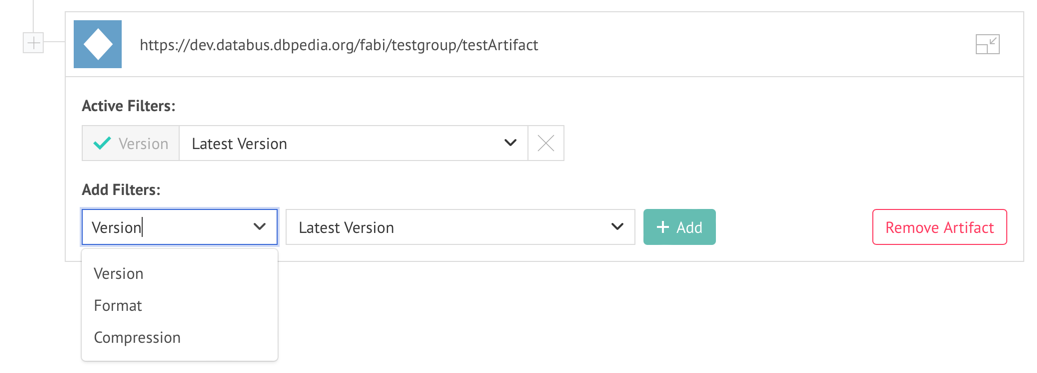 https://dev.databus.dbpedia.org/fabi/testgroup/testArtifact
Active Filters:
Version Latest Version
Add Filters:
Version Latest Version + Add Remove Artifact
Version
Format
Compression